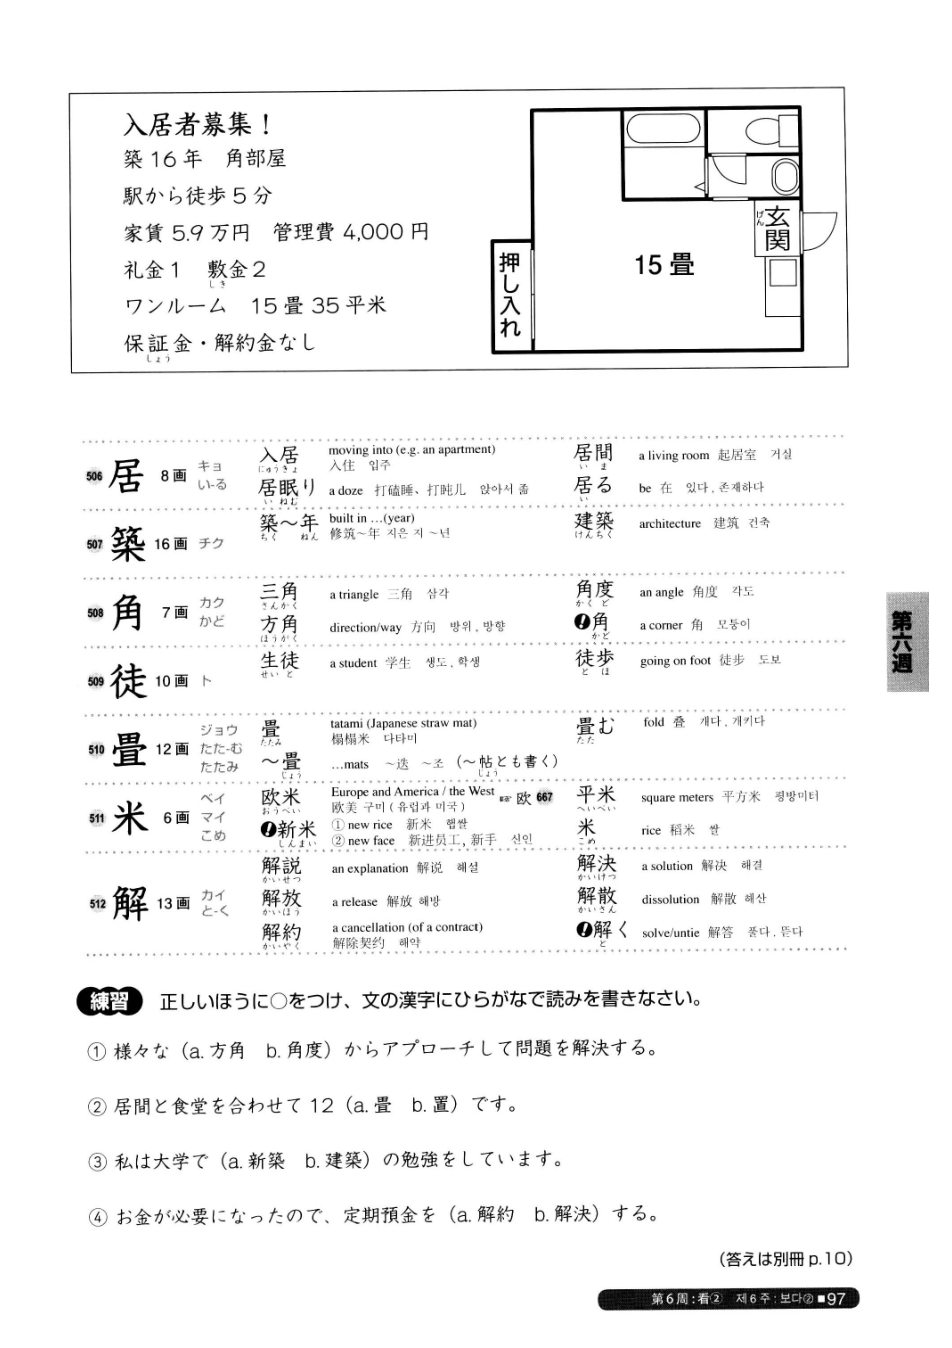 入居者募集！
築16年　角部屋
駅から徒歩5分
家賃 5.9万円　管理費 4,000円
礼金1　敷金2
しき
ワンルーム　15畳 35平米
保証金・解約金なし
しょう
押し入れ
15畳
玄関
げん
506 居 8画 キョ い-る
入居 にゅうきょ moving into (e.g. an apartment) 入住 입주
居間 いま a living room 起居室 거실
居眠り いねむ a doze 打磕睡、打盹儿 앉아서 졺
居る い be 在 있다, 존재하다
507 築 16画 チク
築～年 ちく ねん built in …(year) 修筑～年 지은 지 ～년
建築 けんちく architecture 建筑 건축
508 角 7画 カク かど
三角 さんかく a triangle 三角 삼각
角度 かくど an angle 角度 각도
方角 ほうがく direction/way 方向 방위, 방향
❗角 かど a corner 角 모퉁이
509 徒 10画 ト
生徒 せいと a student 学生 생도, 학생
徒歩 とほ going on foot 徒步 도보
510 畳 12画 ジョウ たた-む たたみ
畳 たたみ tatami (Japanese straw mat) 榻榻米 다타미
畳む たた fold 叠 개다, 개키다
～畳 じょう …mats ～迭 ～조 （～帖とも書く） じょう
511 米 6画 ベイ マイ こめ
欧米 おうべい Europe and America / the West 欧美 구미 (유럽과 미국) ☞ 欧 667
平米 へいべい square meters 平方米 평방미터
❗新米 しんまい ① new rice 新米 햅쌀
② new face 新进员工, 新手 신인
米 こめ rice 稻米 쌀
512 解 13画 カイ と-く
解説 かいせつ an explanation 解说 해설
解決 かいけつ a solution 解决 해결
解放 かいほう a release 解放 해방
解散 かいさん dissolution 解散 해산
解約 かいやく a cancellation (of a contract) 解除契约 해약
❗解く と solve/untie 解答 풀다, 뜯다
第六週
練習 正しいほうに○をつけ、文の漢字にひらがなで読みを書きなさい。
① 様々な（a. 方角　b. 角度）からアプローチして問題を解決する。
② 居間と食堂を合わせて 12（a. 畳　b. 置）です。
③ 私は大学で（a. 新築　b. 建築）の勉強をしています。
④ お金が必要になったので、定期預金を（a. 解約　b. 解決）する。
（答えは別冊 p.10）
第6周：看② 제6주：보다② ■97